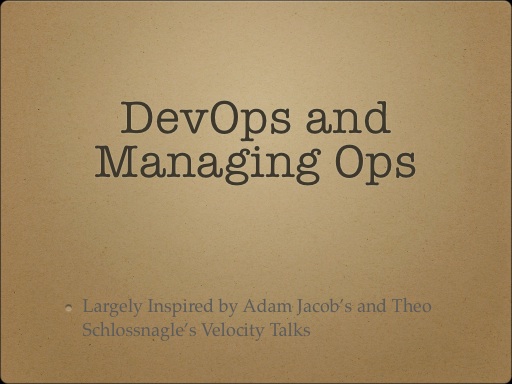 DevOps and
Managing Ops
Largely Inspired by Adam Jacob's and Theo
Schlossnagle's Velocity Talks